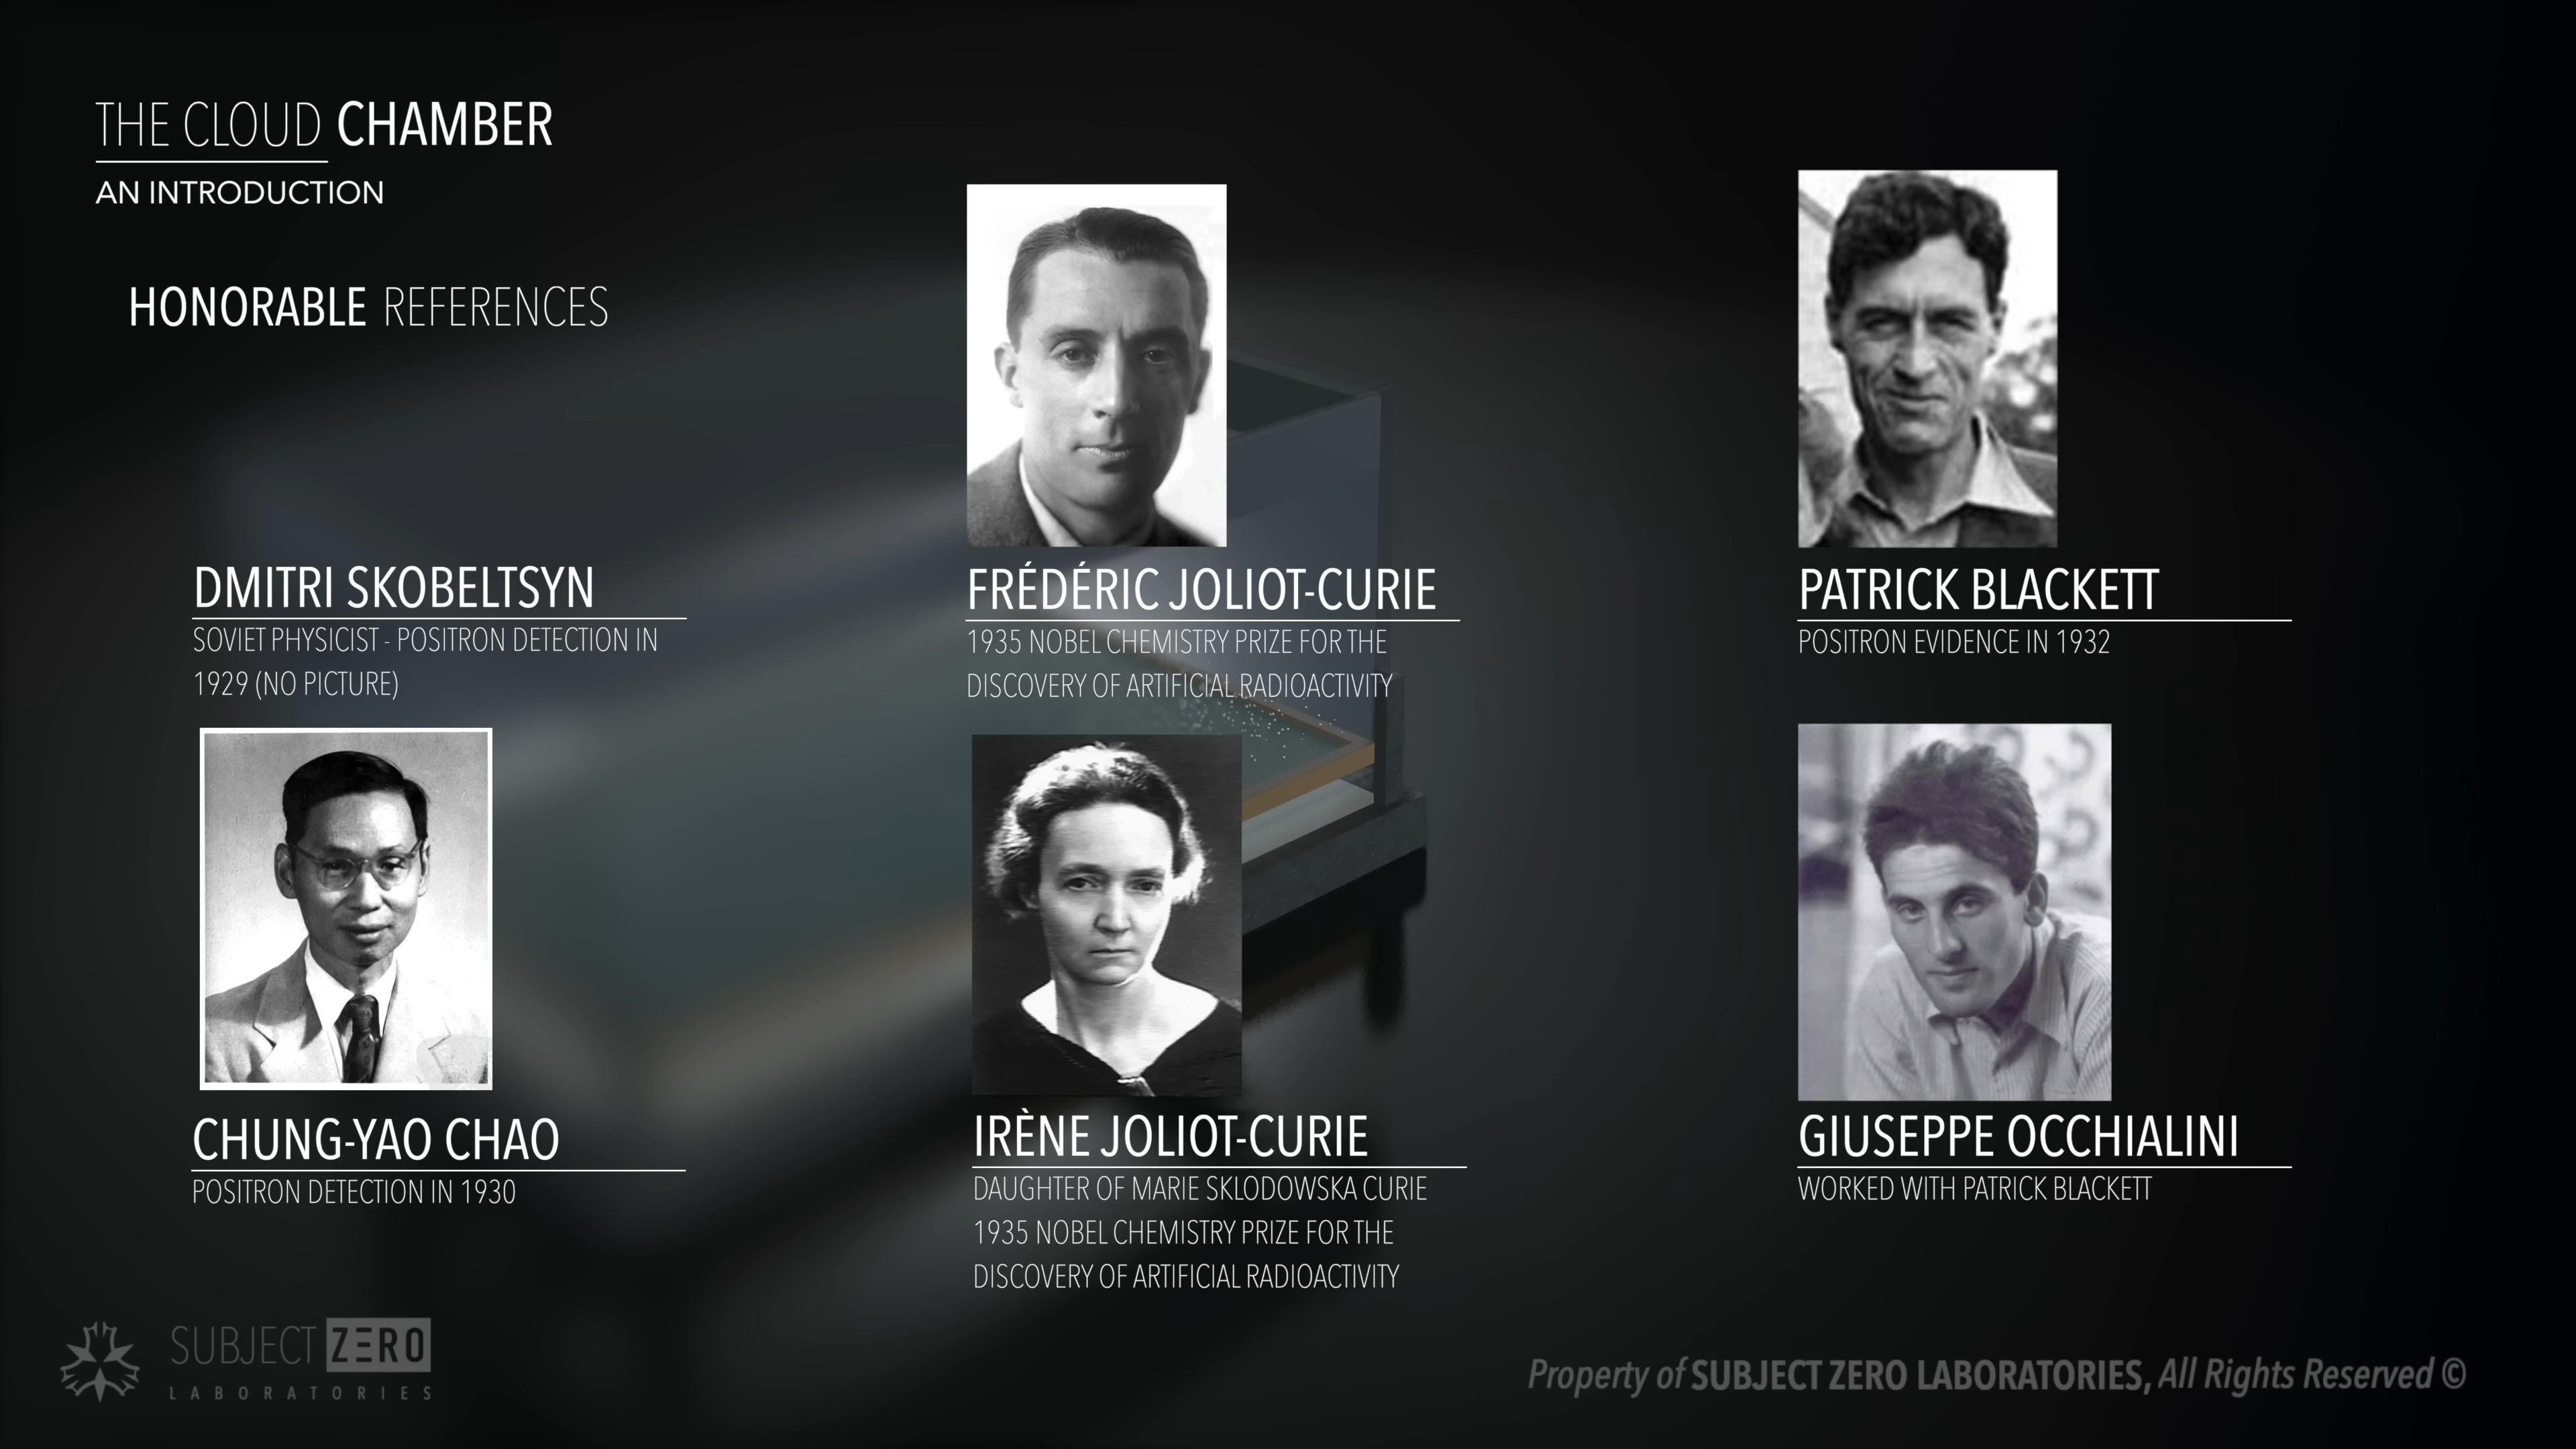 THE CLOUD CHAMBER
AN INTRODUCTION
HONORABLE REFERENCES
DMITRI SKOBELTSYN
SOVIET PHYSICIST - POSITRON DETECTION IN
1929 (NO PICTURE)
CHUNG-YAO CHAO
POSITRON DETECTION IN 1930
FRÉDÉRIC JOLIOT-CURIE
1935 NOBEL CHEMISTRY PRIZE FOR THE
DISCOVERY OF ARTIFICIAL RADIOACTIVITY
IRÈNE JOLIOT-CURIE
DAUGHTER OF MARIE SKLODOWSKA CURIE
1935 NOBEL CHEMISTRY PRIZE FOR THE
DISCOVERY OF ARTIFICIAL RADIOACTIVITY
PATRICK BLACKETT
POSITRON EVIDENCE IN 1932
GIUSEPPE OCCHIALINI
WORKED WITH PATRICK BLACKETT
SUBJECT ZERO
LABORATORIES
Property of SUBJECT ZERO LABORATORIES, All Rights Reserved ©